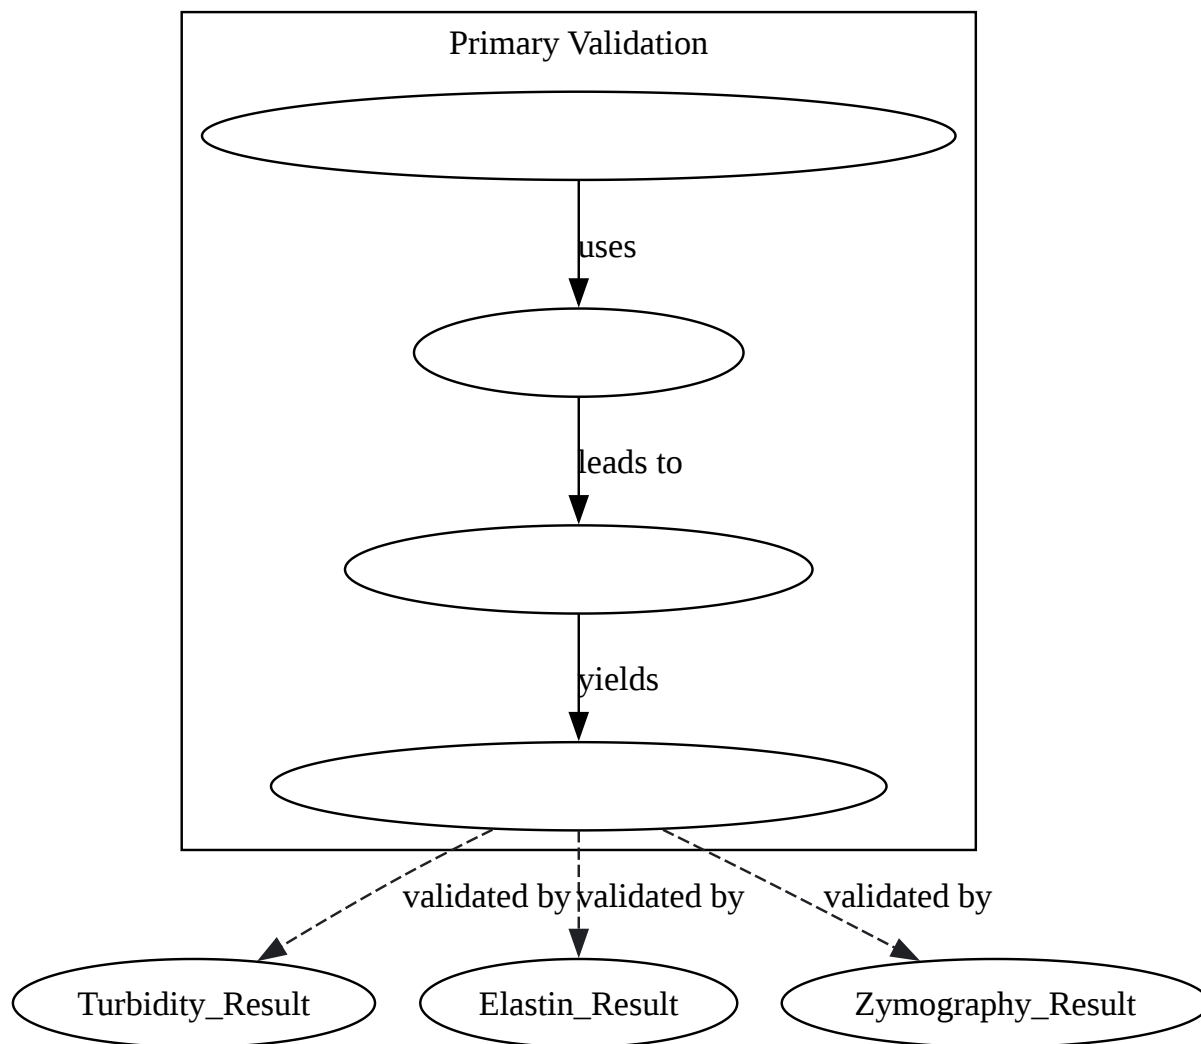 Primary Validation
uses
leads to
yields
validated by validated by validated by
Turbidity_Result Elastin_Result Zymography_Result